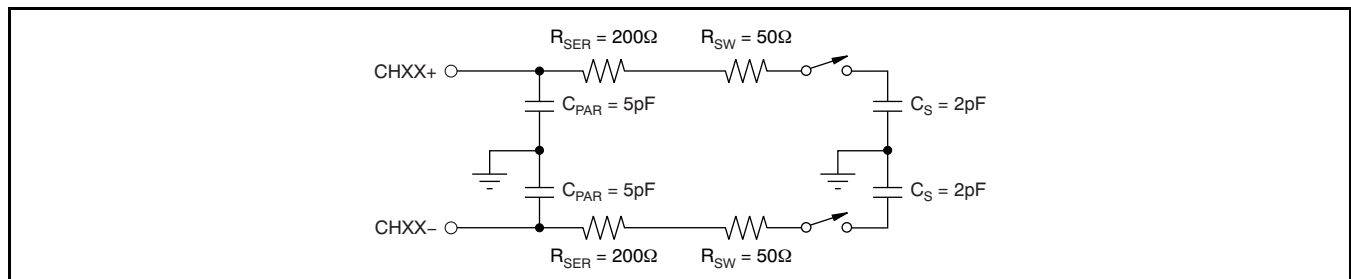 R_SER = 200Ω
R_SW = 50Ω
CHXX+
C_PAR = 5pF
C_S = 2pF
C_PAR = 5pF
C_S = 2pF
CHXX−
R_SER = 200Ω
R_SW = 50Ω